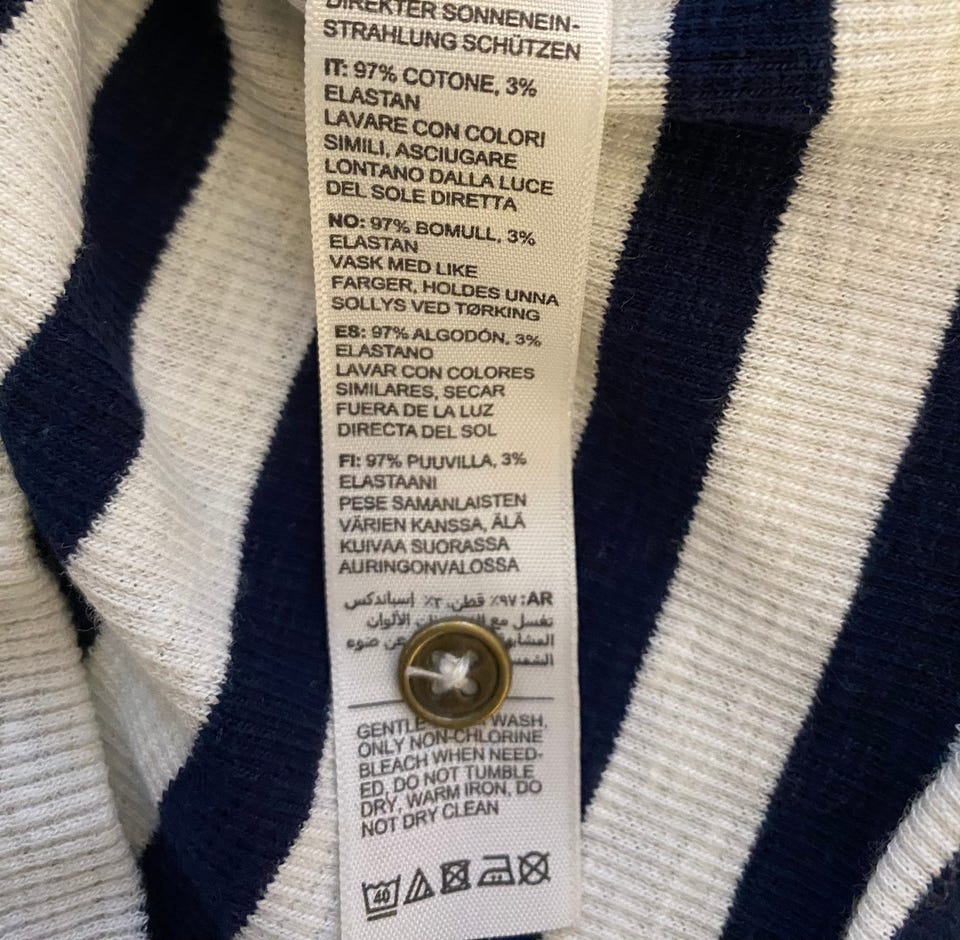 DIREKTER SONNENEIN-
STRAHLUNG SCHÜTZEN
IT: 97% COTONE, 3%
ELASTAN
LAVARE CON COLORI
SIMILI, ASCIUGARE
LONTANO DALLA LUCE
DEL SOLE DIRETTA
NO: 97% BOMULL, 3%
ELASTAN
VASK MED LIKE
FARGER, HOLDES UNNA
SOLLYS VED TØRKING
ES: 97% ALGODÓN, 3%
ELASTANO
LAVAR CON COLORES
SIMILARES, SECAR
FUERA DE LA LUZ
DIRECTA DEL SOL
FI: 97% PUUVILLA, 3%
ELASTAANI
PESE SAMANLAISTEN
VÄRIEN KANSSA, ÄLÄ
KUIVAA SUORASSA
AURINGONVALOSSA
AR: ٩٧٪ قطن، ٣٪ إسباندكس
تغسل مع الألوان
عن ضوء
GENTLE WASH,
ONLY NON-CHLORINE
BLEACH WHEN NEED-
ED, DO NOT TUMBLE
DRY, WARM IRON, DO
NOT DRY CLEAN
40